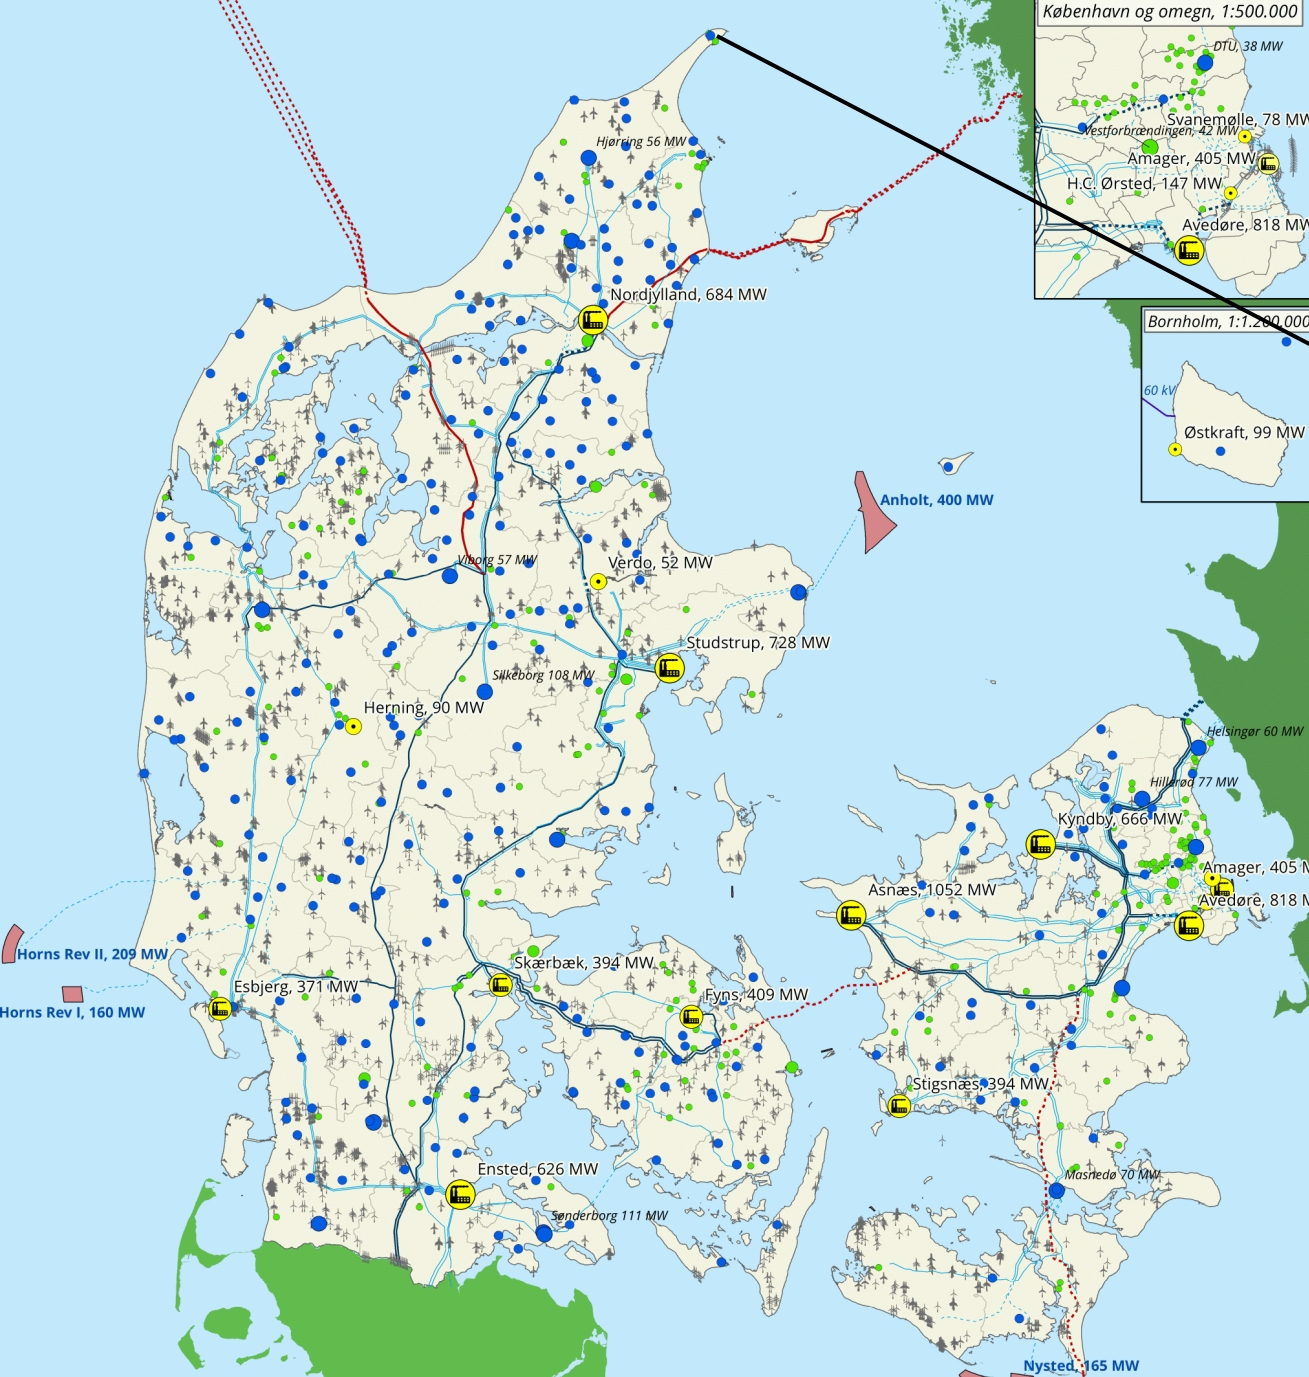 København og omegn, 1:500.000
DTU, 38 MW
Svanemølle, 78 MW
Vestforbrændingen, 42 MW
Amager, 405 MW
H.C. Ørsted, 147 MW
Avedøre, 818 MW
Hjørring 56 MW
Nordjylland, 684 MW
Bornholm, 1:1.200.000
60 kV
Østkraft, 99 MW
Anholt, 400 MW
Viborg 57 MW
Verdo, 52 MW
Studstrup, 728 MW
Silkeborg 108 MW
Herning, 90 MW
Helsingør 60 MW
Hillerød 77 MW
Kyndby, 666 MW
Amager, 405 M
Asnæs, 1052 MW
Avedøre, 818 M
Horns Rev II, 209 MW
Skærbæk, 394 MW
Esbjerg, 371 MW
Fyns, 409 MW
Horns Rev I, 160 MW
Stigsnæs, 394 MW
Ensted, 626 MW
Masnedø 70 MW
Sønderborg 111 MW
Nysted, 165 MW